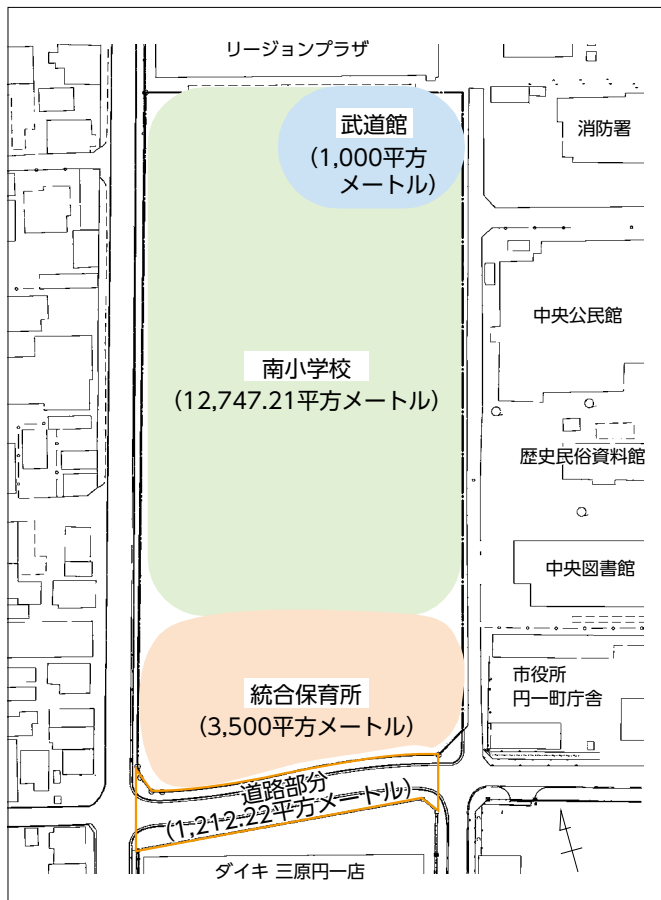 リージョンプラザ
武道館
(1,000平方
メートル)
消防署
中央公民館
南小学校
(12,747.21平方メートル)
歴史民俗資料館
中央図書館
統合保育所
(3,500平方メートル)
市役所
円一町庁舎
道路部分
(1,212.22平方メートル)
ダイキ 三原円一店